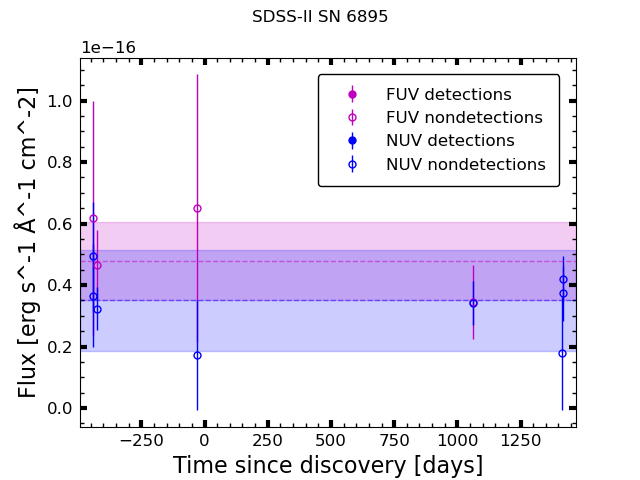 SDSS-II SN 6895
1e−16
FUV detections
FUV nondetections
NUV detections
NUV nondetections
1.0
0.8
0.6
0.4
0.2
0.0
Flux [erg s^-1 Å^-1 cm^-2]
−250 0 250 500 750 1000 1250
Time since discovery [days]